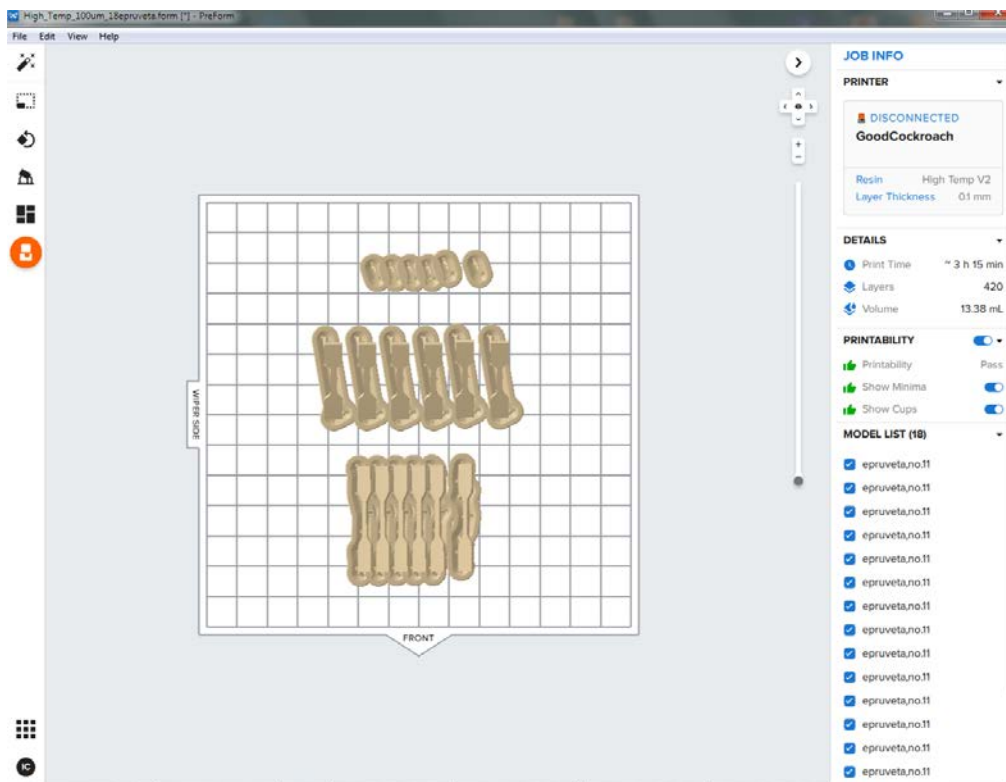 High_Temp_100um_18epruveta.form [*] - PreForm
File Edit View Help
JOB INFO
PRINTER
DISCONNECTED
GoodCockroach
Resin High Temp V2
Layer Thickness 0.1 mm
DETAILS
Print Time ~ 3 h 15 min
Layers 420
Volume 13.38 mL
PRINTABILITY
Printability Pass
Show Minima
Show Cups
MODEL LIST (18)
epruveta,no.11
epruveta,no.11
epruveta,no.11
epruveta,no.11
epruveta,no.11
epruveta,no.11
epruveta,no.11
epruveta,no.11
epruveta,no.11
epruveta,no.11
epruveta,no.11
epruveta,no.11
epruveta,no.11
epruveta,no.11
WIPER SIDE
FRONT
IC